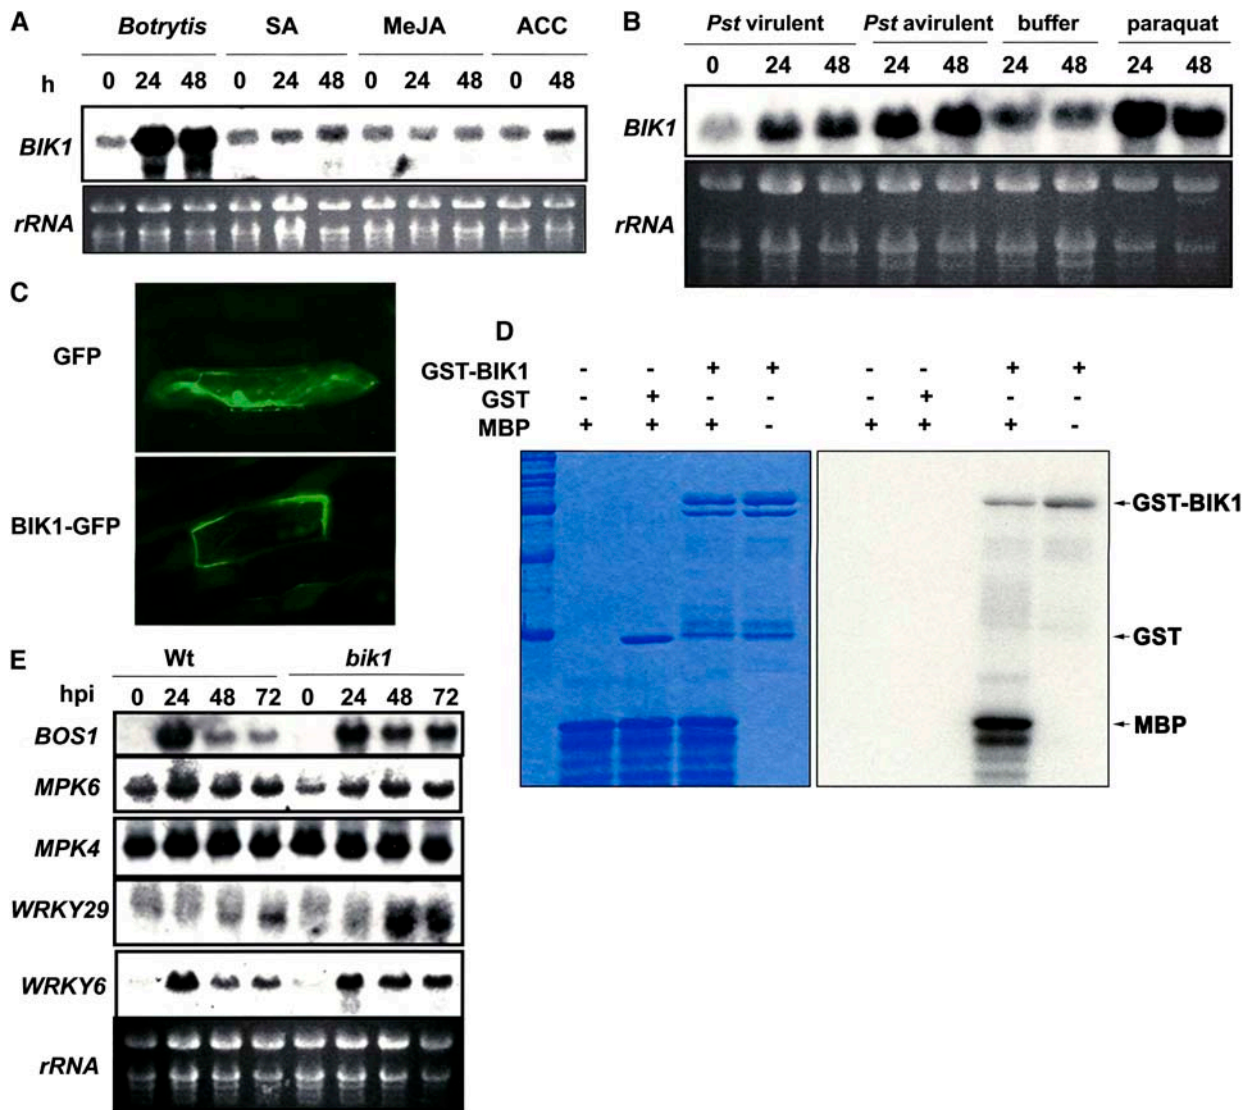 A
Botrytis SA MeJA ACC
h 0 24 48 0 24 48 0 24 48 0 48
BIK1
rRNA
B
Pst virulent Pst avirulent buffer paraquat
0 24 48 24 48 24 48 24 48
BIK1
rRNA
C
GFP
BIK1-GFP
D
GST-BIK1 - - + + - - + +
GST - + - - - + - -
MBP + + + - + + + -
GST-BIK1
GST
MBP
E
Wt bik1
hpi 0 24 48 72 0 24 48 72
BOS1
MPK6
MPK4
WRKY29
WRKY6
rRNA